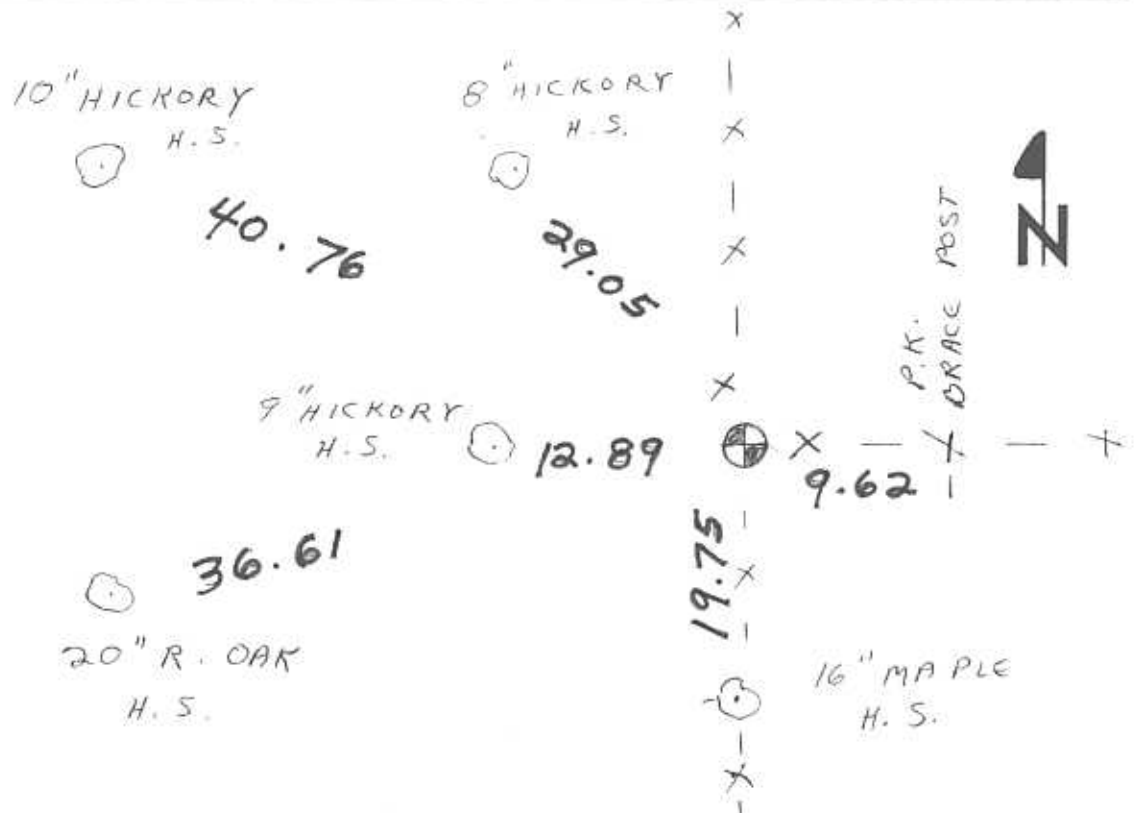 10" HICKORY
H.S.
8" HICKORY
H.S.
40.76
29.05
N
P.K.
BRACE POST
9" HICKORY
H.S.
12.89
9.62
36.61
19.75
20" R. OAK
H.S.
16" MAPLE
H.S.